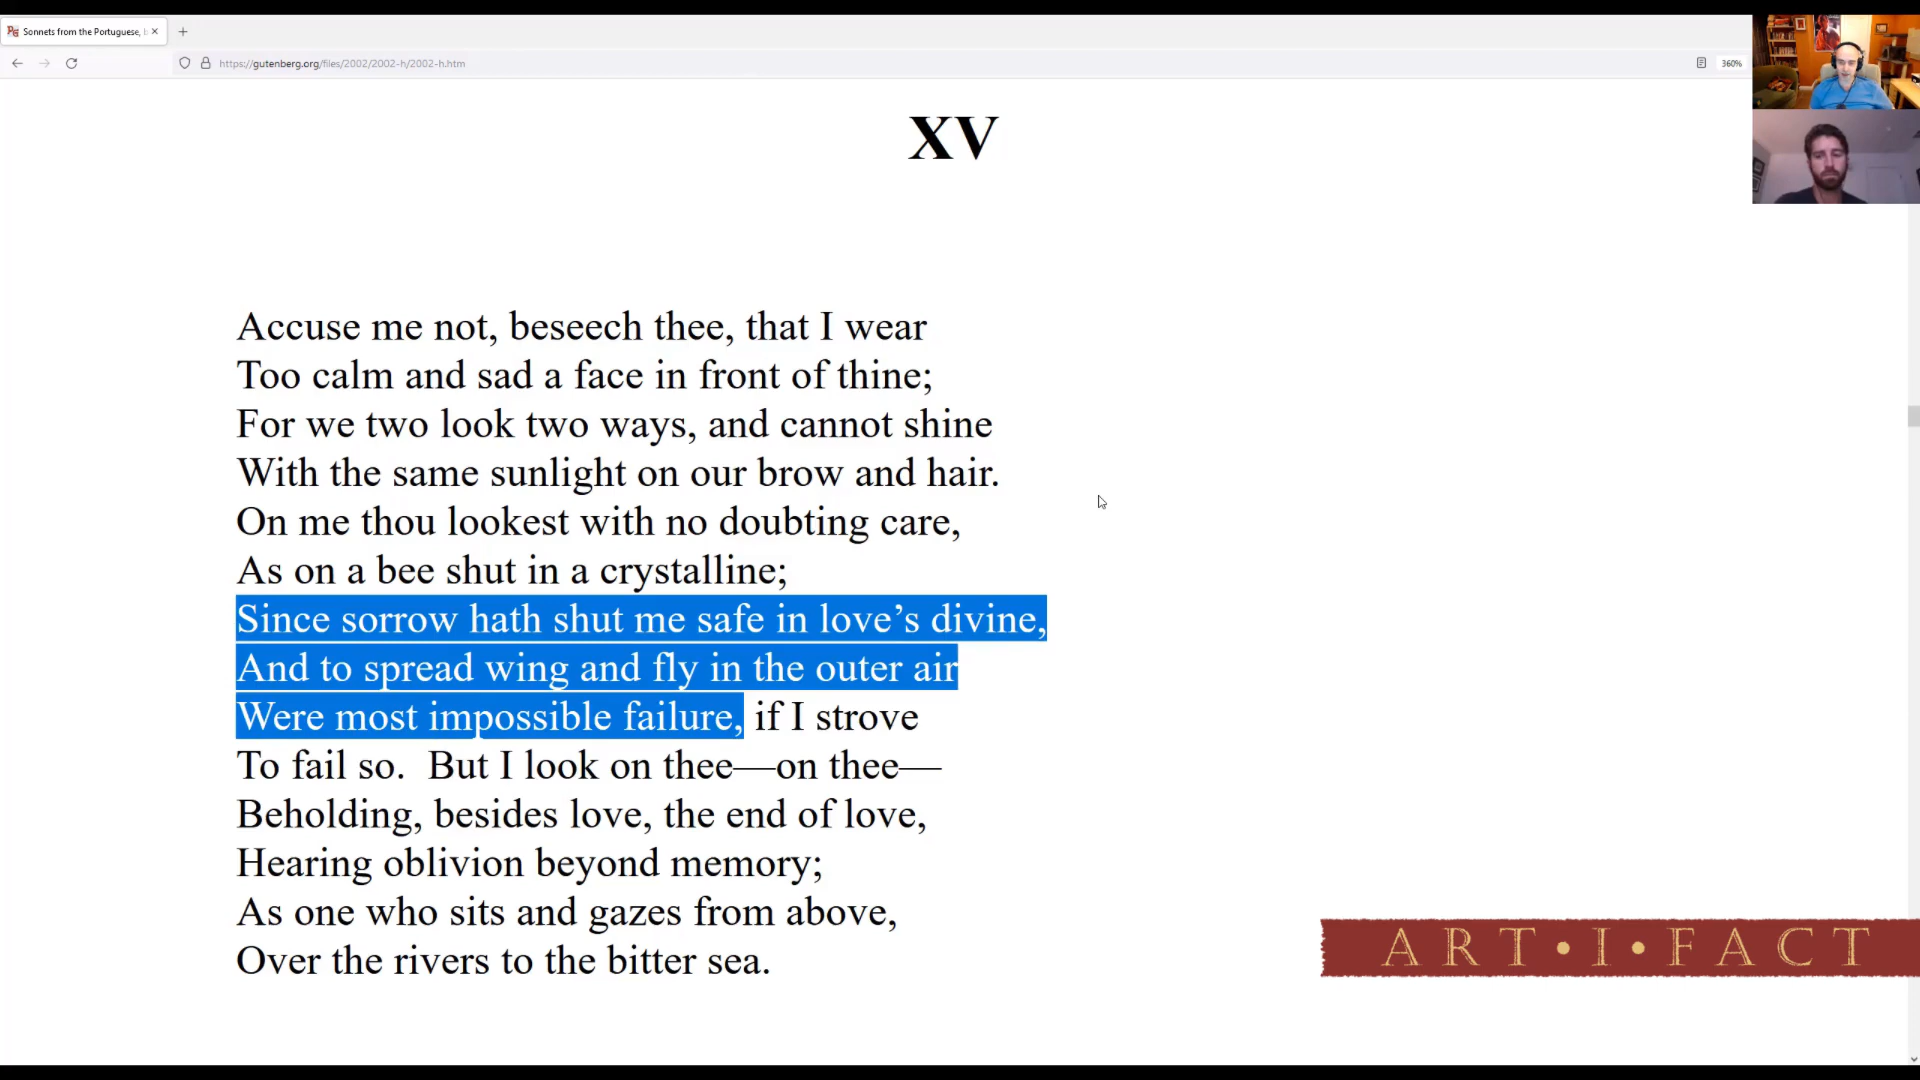 Sonnets from the Portuguese,
https://gutenberg.org/files/2002/2002-h/2002-h.htm
360%
XV
Accuse me not, beseech thee, that I wear
Too calm and sad a face in front of thine;
For we two look two ways, and cannot shine
With the same sunlight on our brow and hair.
On me thou lookest with no doubting care,
As on a bee shut in a crystalline;
Since sorrow hath shut me safe in love’s divine,
And to spread wing and fly in the outer air
Were most impossible failure, if I strove
To fail so.  But I look on thee—on thee—
Beholding, besides love, the end of love,
Hearing oblivion beyond memory;
As one who sits and gazes from above,
Over the rivers to the bitter sea.
ART•I•FACT